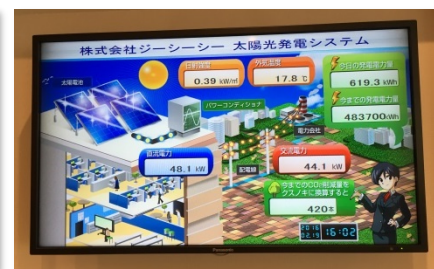 株式会社ジーシーシー 太陽光発電システム
日射強度
0.39 kW/㎡
外気温度
17.8 ℃
今日の発電電力量
619.3 kWh
太陽電池
パワーコンディショナ
今までの発電電力量
483700 kWh
電力会社
直流電力
48.1 kW
配電線
交流電力
44.1 kW
今までのCO₂削減量を
クスノキに換算すると
420本
2016
02.19 16:02
Panasonic